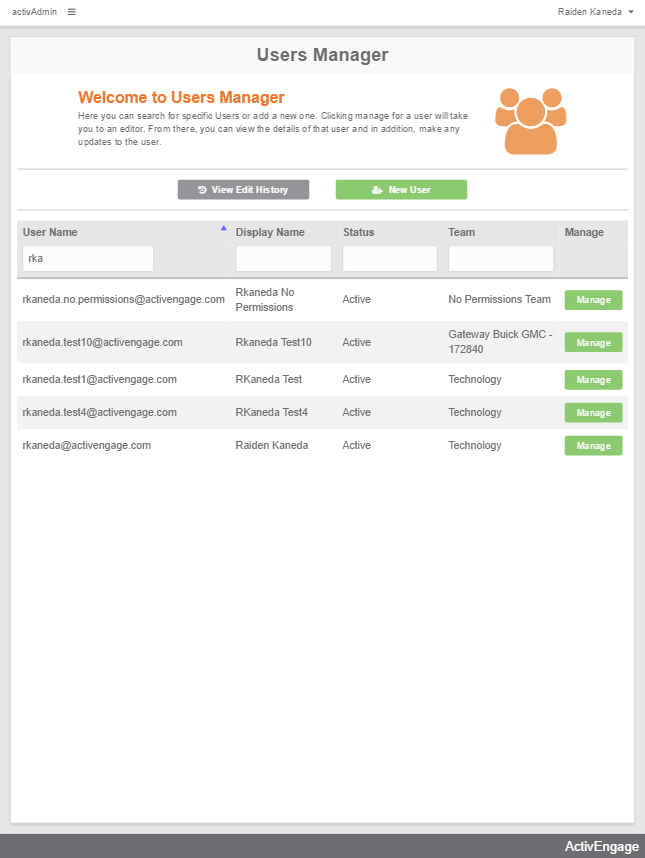 activAdmin
Raiden Kaneda
Users Manager
Welcome to Users Manager
Here you can search for specific Users or add a new one. Clicking manage for a user will take
you to an editor. From there, you can view the details of that user and in addition, make any
updates to the user.
View Edit History
New User
User Name Display Name Status Team Manage
rka
rkaneda.no.permissions@activengage.com Rkaneda No Permissions Active No Permissions Team Manage
rkaneda.test10@activengage.com Rkaneda Test10 Active Gateway Buick GMC - 172840 Manage
rkaneda.test1@activengage.com RKaneda Test Active Technology Manage
rkaneda.test4@activengage.com RKaneda Test4 Active Technology Manage
rkaneda@activengage.com Raiden Kaneda Active Technology Manage
ActivEngage